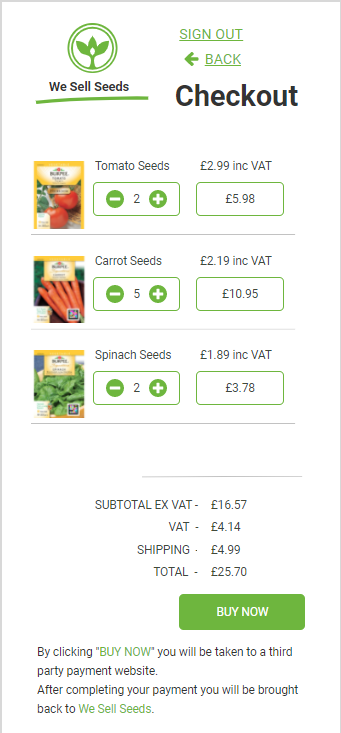 SIGN OUT
BACK
We Sell Seeds
Checkout
Tomato Seeds £2.99 inc VAT
BURPEE
2 £5.98
Carrot Seeds £2.19 inc VAT
BURPEE
5 £10.95
Spinach Seeds £1.89 inc VAT
BURPEE
2 £3.78
SUBTOTAL EX VAT - £16.57
VAT - £4.14
SHIPPING - £4.99
TOTAL - £25.70
BUY NOW
By clicking "BUY NOW" you will be taken to a third
party payment website.
After completing your payment you will be brought
back to We Sell Seeds.